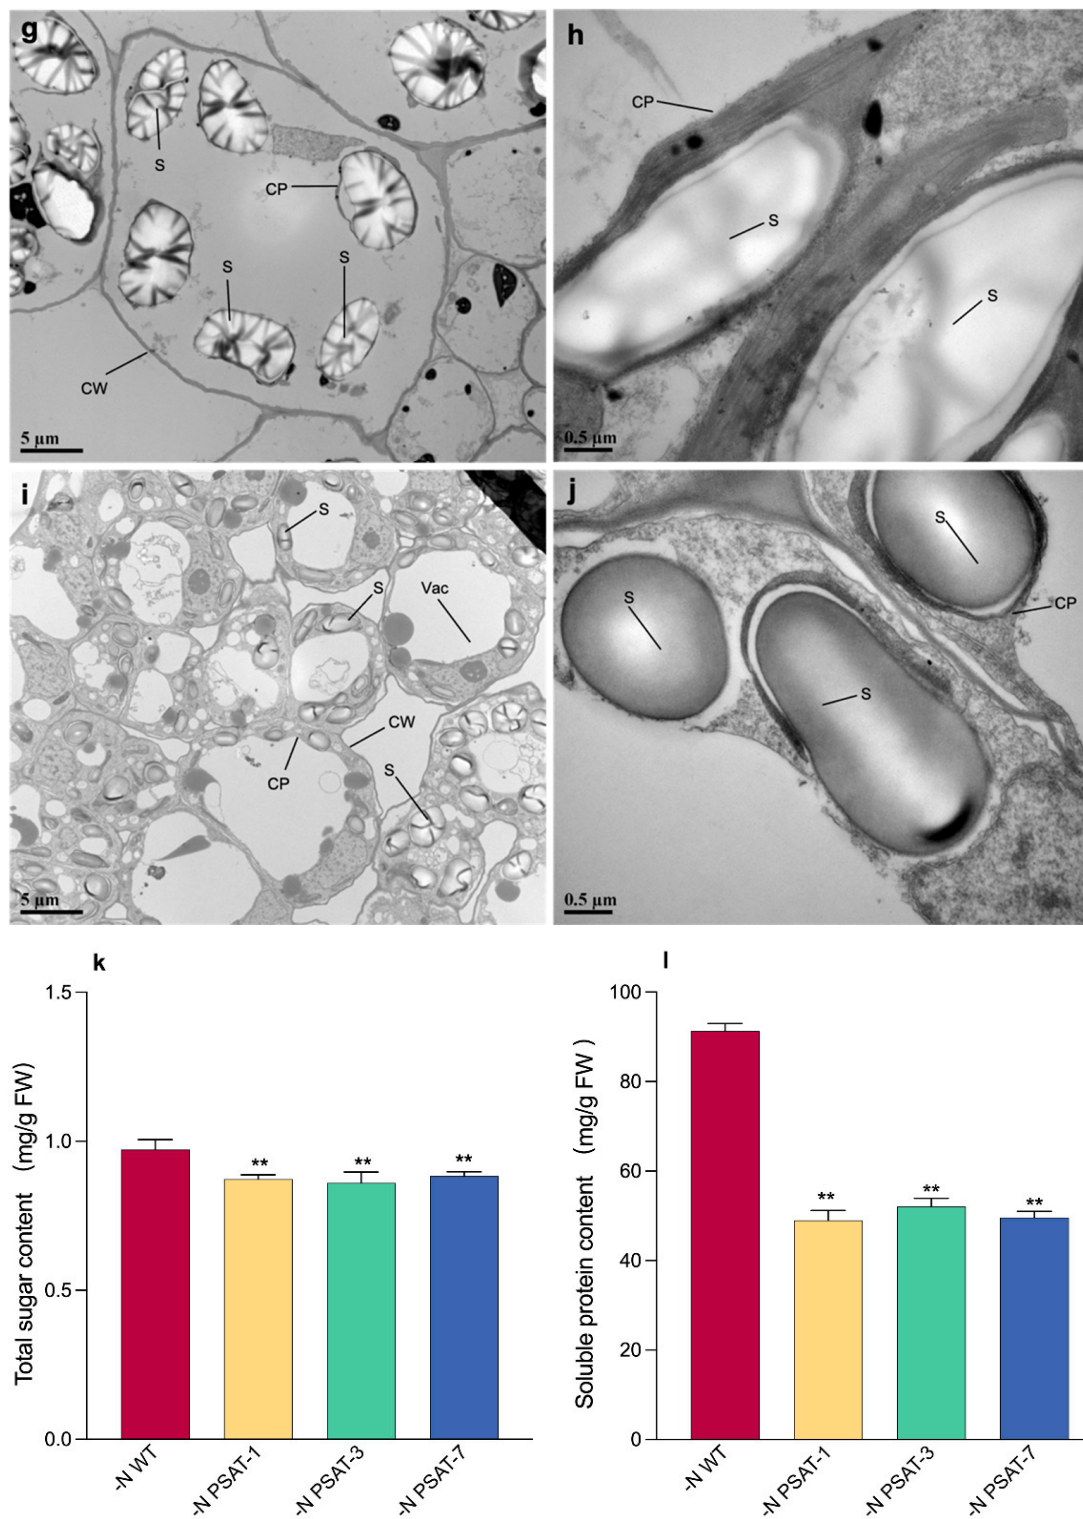 g
S
CP
S
S
CW
5 µm
h
CP
S
S
0.5 µm
i
S
S
Vac
CW
CP
S
5 µm
j
S
S
CP
S
0.5 µm
k
Total sugar content (mg/g FW)
1.5
1.0
0.5
0.0
**
**
**
-N WT
-N PSAT-1
-N PSAT-3
-N PSAT-7
l
Soluble protein content (mg/g FW )
100
80
60
40
20
0
**
**
**
-N WT
-N PSAT-1
-N PSAT-3
-N PSAT-7